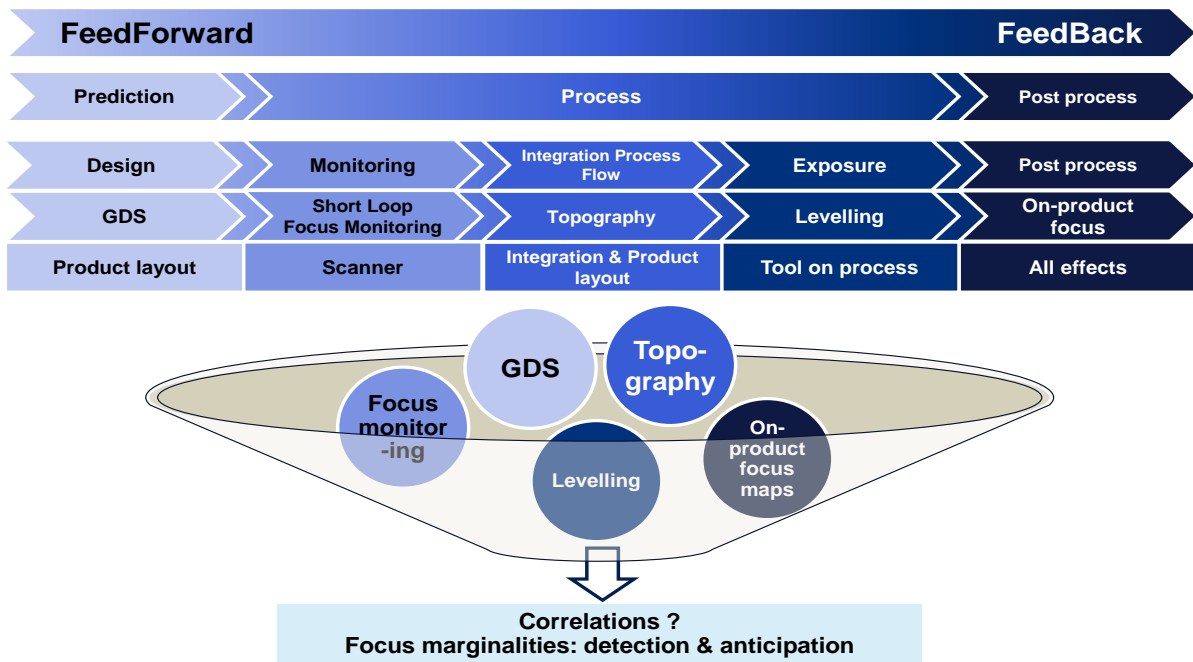 FeedForward FeedBack
Prediction Process Post process
Design Monitoring Integration Process Flow Exposure Post process
GDS Short Loop Focus Monitoring Topography Levelling On-product focus
Product layout Scanner Integration & Product layout Tool on process All effects
GDS
Topo-
graphy
Focus
monitor
-ing
Levelling
On-
product
focus
maps
Correlations ?
Focus marginalities: detection & anticipation